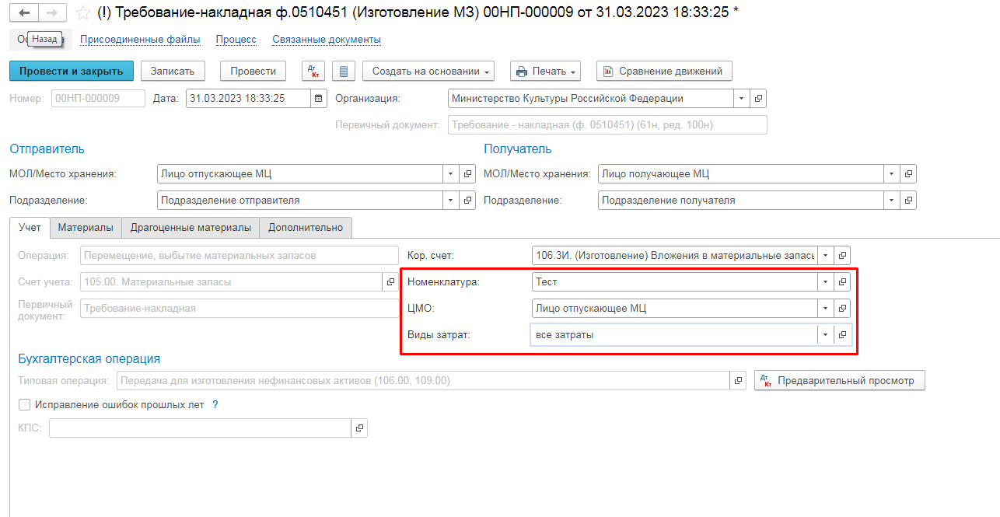 (!) Требование-накладная ф.0510451 (Изготовление МЗ) 00НП-000009 от 31.03.2023 18:33:25 *
Назад Присоединенные файлы Процесс Связанные документы
Провести и закрыть Записать Провести Дт Кт Создать на основании Печать Сравнение движений
Номер: 00НП-000009 Дата: 31.03.2023 18:33:25 Организация: Министерство Культуры Российской Федерации
Первичный документ: Требование - накладная (ф. 0510451) (61н, ред. 100н)
Отправитель Получатель
МОЛ/Место хранения: Лицо отпускающее МЦ МОЛ/Место хранения: Лицо получающее МЦ
Подразделение: Подразделение отправителя Подразделение: Подразделение получателя
Учет Материалы Драгоценные материалы Дополнительно
Операция: Перемещение, выбытие материальных запасов Кор. счет: 106.3И. (Изготовление) Вложения в материальные запасы
Счет учета: 105.00. Материальные запасы Номенклатура: Тест
Первичный документ: Требование-накладная ЦМО: Лицо отпускающее МЦ
Виды затрат: все затраты
Бухгалтерская операция
Типовая операция: Передача для изготовления нефинансовых активов (106.00, 109.00) Дт Кт Предварительный просмотр
Исправление ошибок прошлых лет ?
КПС: